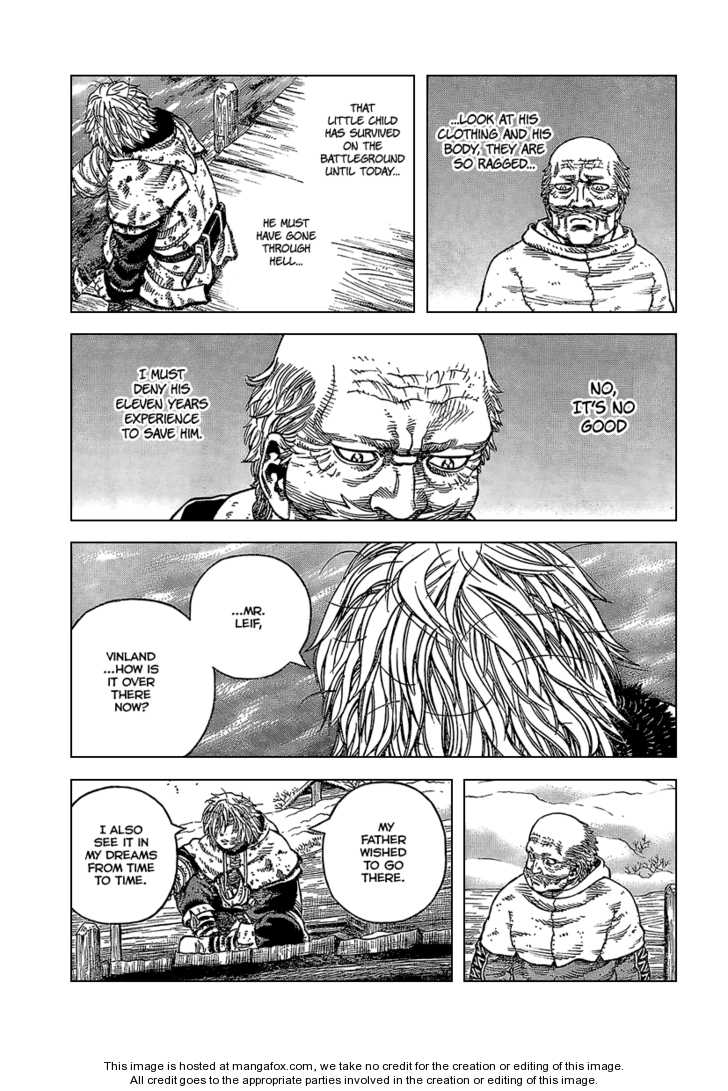 ...LOOK AT HIS
CLOTHING AND HIS
BODY, THEY ARE
SO RAGGED...
THAT
LITTLE CHILD
HAS SURVIVED
ON THE
BATTLEGROUND
UNTIL TODAY...
HE MUST
HAVE GONE
THROUGH
HELL...
NO,
IT'S NO
GOOD
I MUST
DENY HIS
ELEVEN YEARS
EXPERIENCE
TO SAVE HIM.
...MR.
LEIF,
VINLAND
...HOW IS
IT OVER
THERE
NOW?
MY
FATHER
WISHED
TO GO
THERE.
I ALSO
SEE IT IN
MY DREAMS
FROM TIME
TO TIME.
This image is hosted at mangafox.com, we take no credit for the creation or editing of this image.
All credit goes to the appropriate parties involved in the creation or editing of this image.